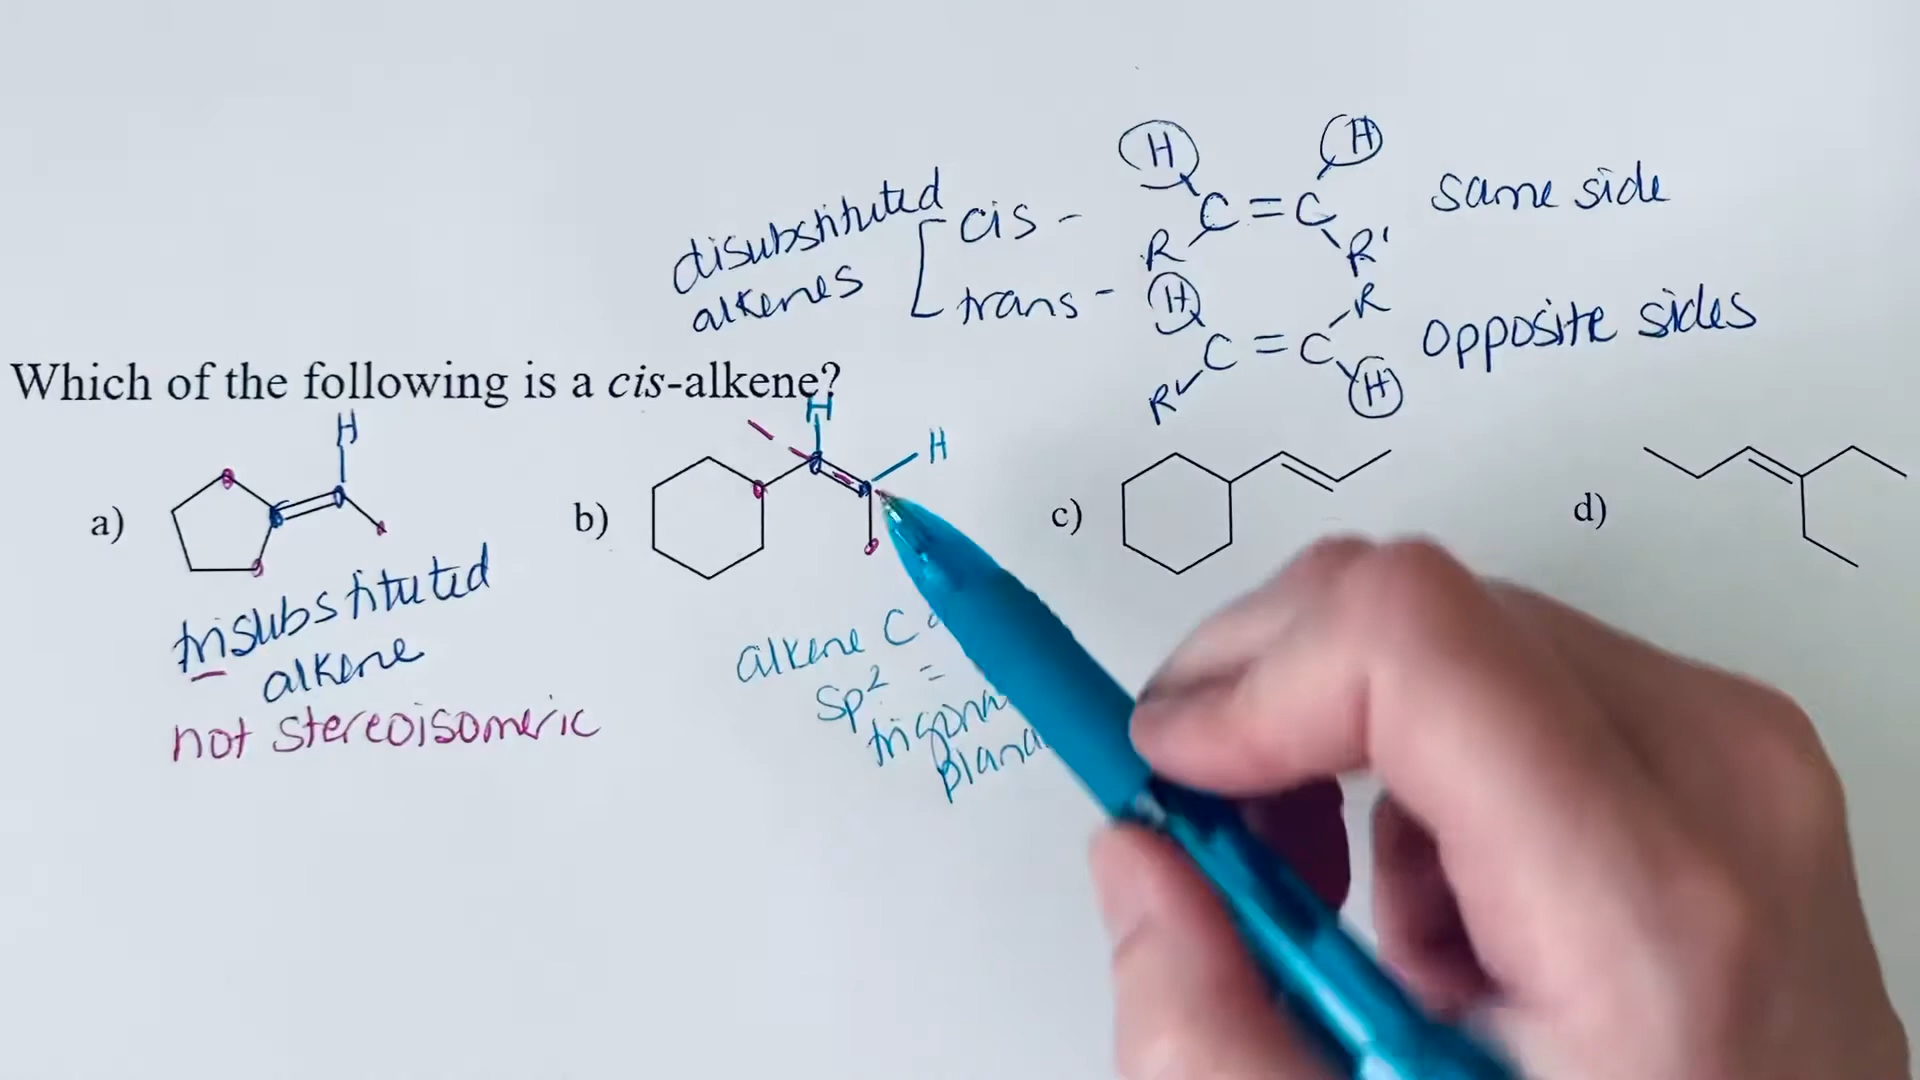 H H
disubstituted cis - C = C same side
alkenes R R'
trans - H R
C = C opposite sides
R H
Which of the following is a cis-alkene?
H H H
a) b) c) d)
trisubstituted
alkene
not stereoisomeric
alkene C
sp² =